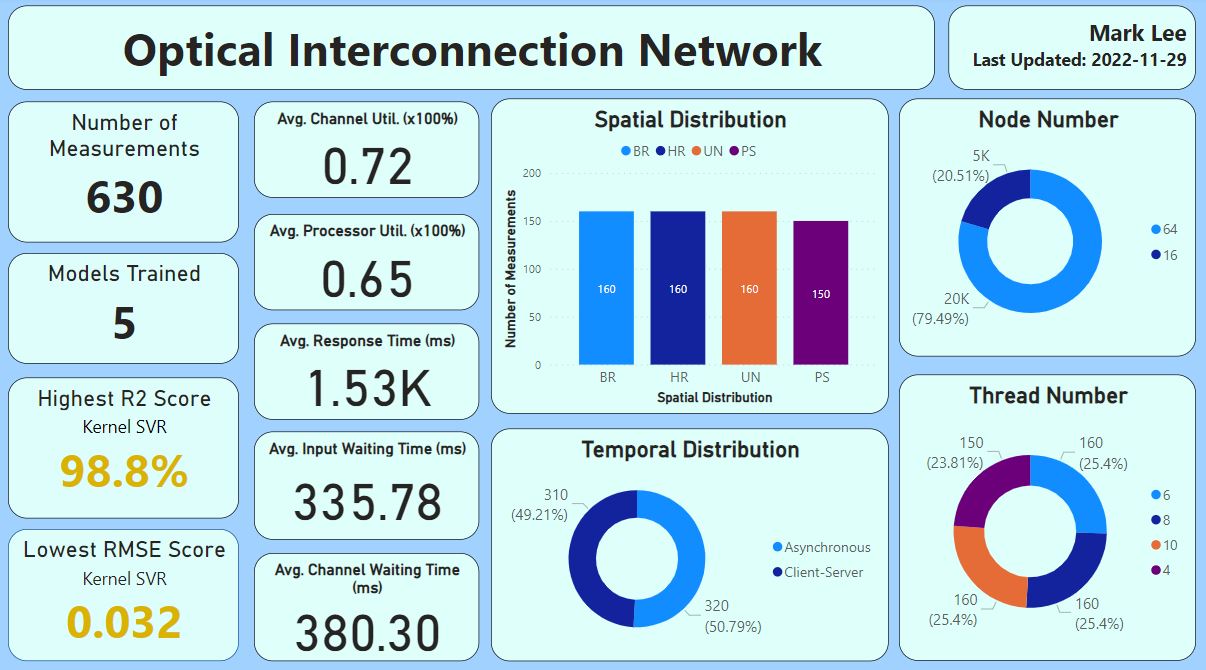 Optical Interconnection Network
Mark Lee
Last Updated: 2022-11-29
Number of
Measurements
630
Models Trained
5
Highest R2 Score
Kernel SVR
98.8%
Lowest RMSE Score
Kernel SVR
0.032
Avg. Channel Util. (x100%)
0.72
Avg. Processor Util. (x100%)
0.65
Avg. Response Time (ms)
1.53K
Avg. Input Waiting Time (ms)
335.78
Avg. Channel Waiting Time
(ms)
380.30
Spatial Distribution
BR HR UN PS
Number of Measurements
200
150
100
50
0
160 160 160 150
BR HR UN PS
Spatial Distribution
Temporal Distribution
310
(49.21%)
320
(50.79%)
Asynchronous
Client-Server
Node Number
5K
(20.51%)
20K
(79.49%)
64
16
Thread Number
150
(23.81%)
160
(25.4%)
160
(25.4%)
160
(25.4%)
6
8
10
4